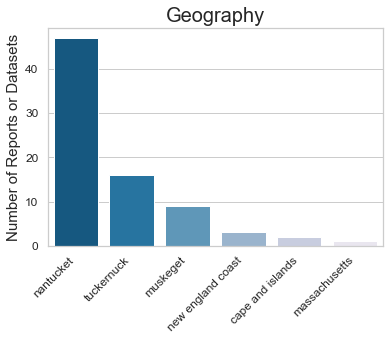 Geography
Number of Reports or Datasets
40
30
20
10
0
nantucket
tuckernuck
muskeget
new england coast
cape and islands
massachusetts